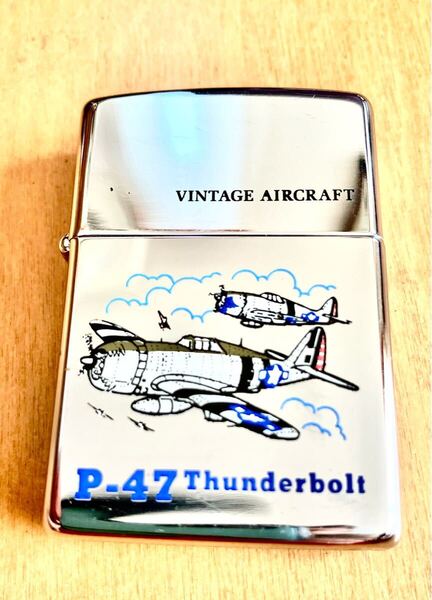 VINTAGE AIRCRAFT
P-47 Thunderbolt